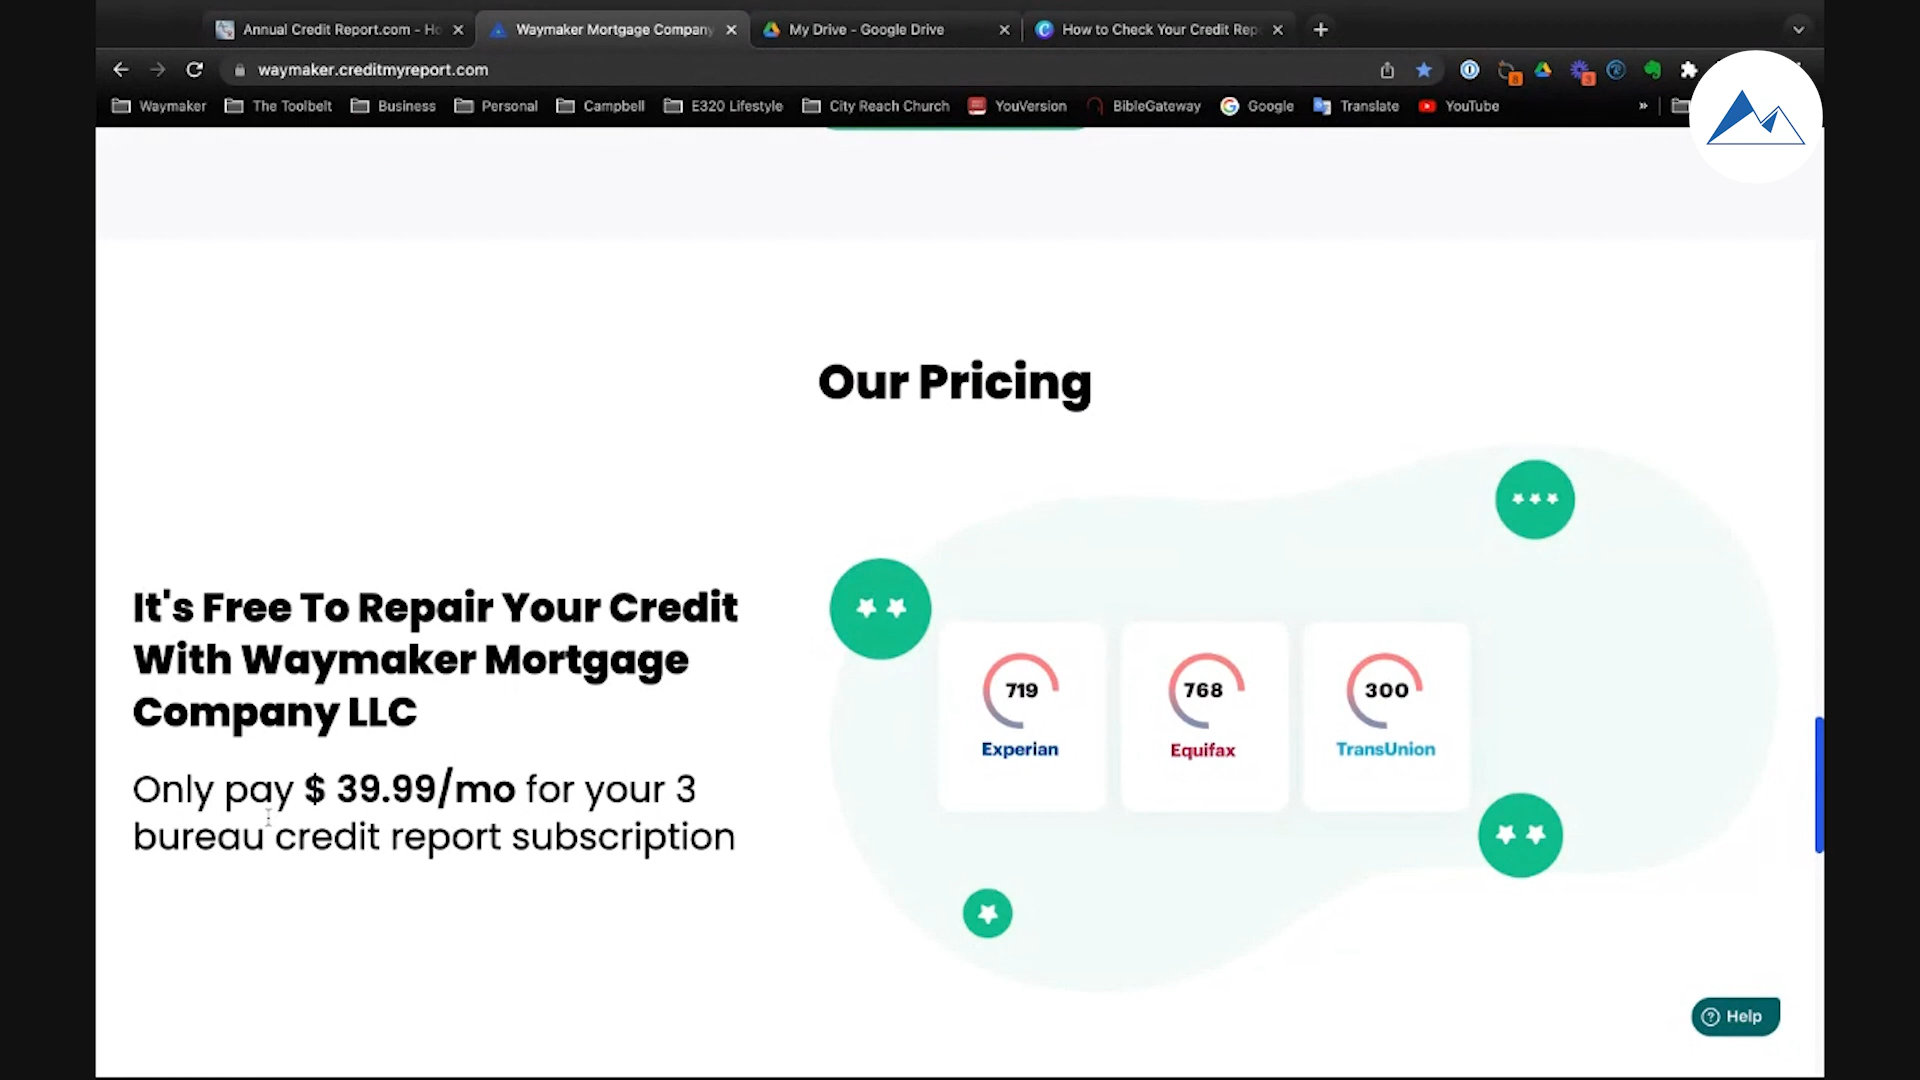 Annual Credit Report.com - Ho
Waymaker Mortgage Company
My Drive - Google Drive
How to Check Your Credit Rep
waymaker.creditmyreport.com
8
3
Waymaker
The Toolbelt
Business
Personal
Campbell
E320 Lifestyle
City Reach Church
YouVersion
BibleGateway
Google
Translate
YouTube
»
Our Pricing
It's Free To Repair Your Credit
With Waymaker Mortgage
Company LLC
Only pay $ 39.99/mo for your 3
bureau credit report subscription
719
Experian
768
Equifax
300
TransUnion
Help